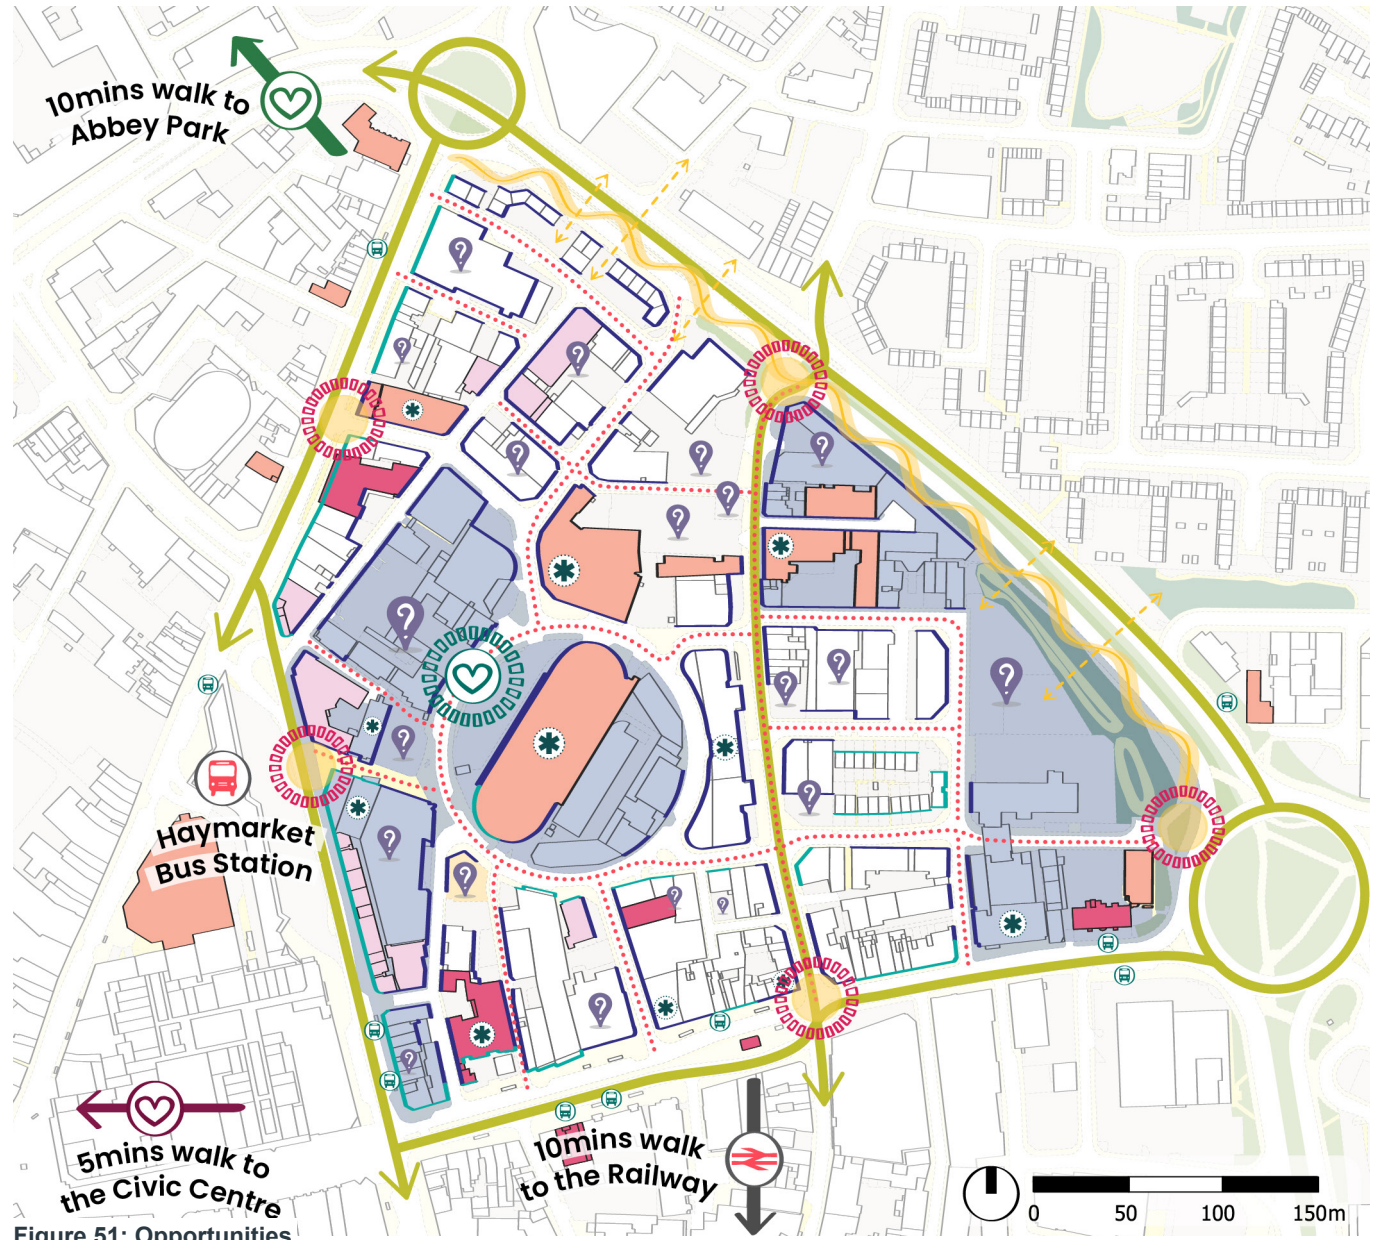 10mins walk to
Abbey Park
Haymarket
Bus Station
5mins walk to
the Civic Centre
10mins walk
to the Railway
0 50 100 150m
Figure 51: Opportunities